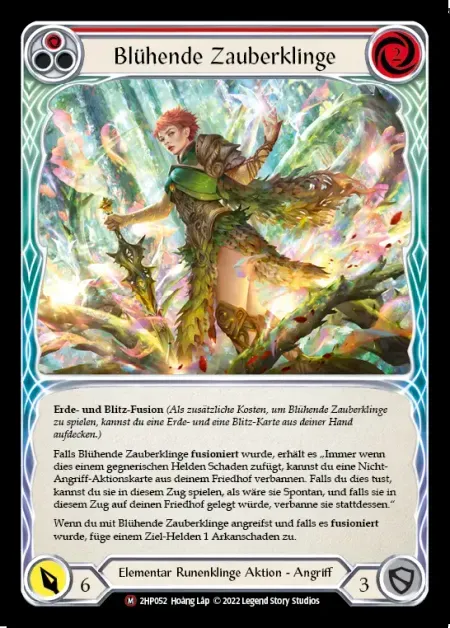 Blühende Zauberklinge
2
Erde- und Blitz-Fusion (Als zusätzliche Kosten, um Blühende Zauberklinge
zu spielen, kannst du eine Erde- und eine Blitz-Karte aus deiner Hand
aufdecken.)
Falls Blühende Zauberklinge fusioniert wurde, erhält es „Immer wenn
dies einem gegnerischen Helden Schaden zufügt, kannst du eine Nicht-
Angriff-Aktionskarte aus deinem Friedhof verbannen. Falls du dies tust,
kannst du sie in diesem Zug spielen, als wäre sie Spontan, und falls sie in
diesem Zug auf deinen Friedhof gelegt würde, verbanne sie stattdessen.“
Wenn du mit Blühende Zauberklinge angreifst und falls es fusioniert
wurde, füge einem Ziel-Helden 1 Arkanschaden zu.
6
Elementar Runenklinge Aktion - Angriff
3
M 2HP052 Hoàng Lập © 2022 Legend Story Studios